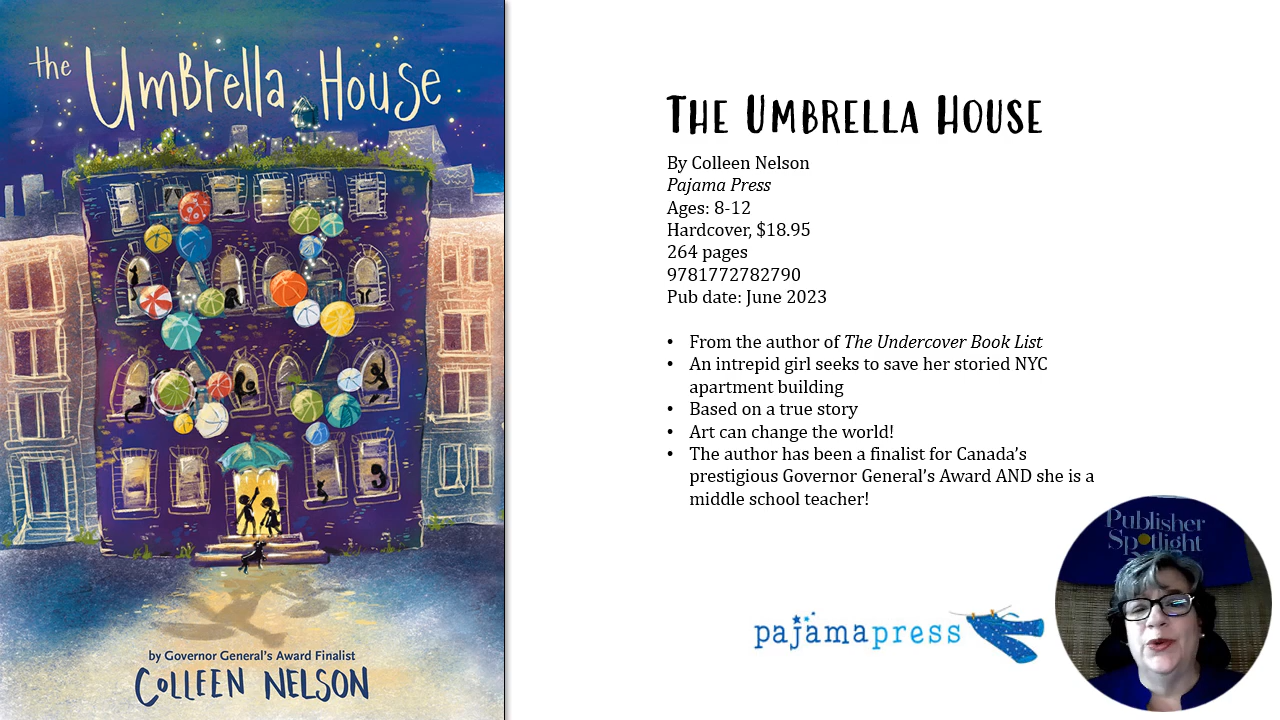 the Umbrella House
by Governor General's Award Finalist
Colleen Nelson
The Umbrella House
By Colleen Nelson
Pajama Press
Ages: 8-12
Hardcover, $18.95
264 pages
9781772782790
Pub date: June 2023
• From the author of The Undercover Book List
• An intrepid girl seeks to save her storied NYC
apartment building
• Based on a true story
• Art can change the world!
• The author has been a finalist for Canada's
prestigious Governor General's Award AND she is a
middle school teacher!
pajamapress
Publisher
Spotlight